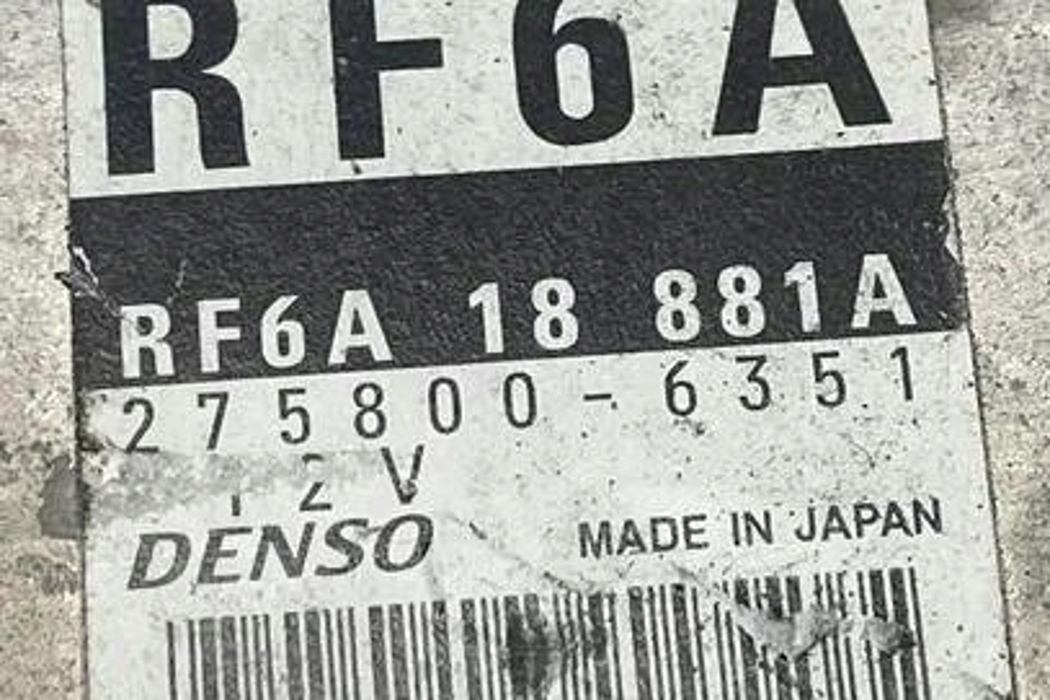 RF6A
RF6A 18 881A
275800-6351
12V
DENSO MADE IN JAPAN